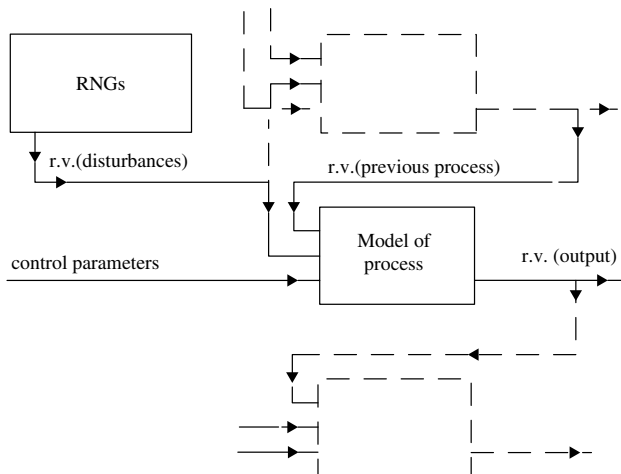 RNGs
r.v.(disturbances)
r.v.(previous process)
Model of
process
control parameters
r.v. (output)